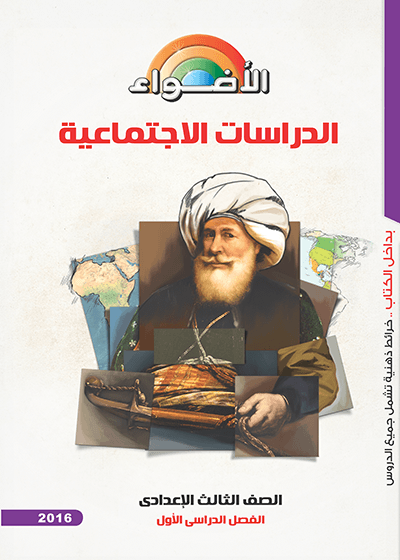 الأضواء
الدراسات الاجتماعية
بداخل الكتاب .. خرائط ذهنية تشمل جميع الدروس
الصف الثالث الإعدادى
الفصل الدراسى الأول
2016